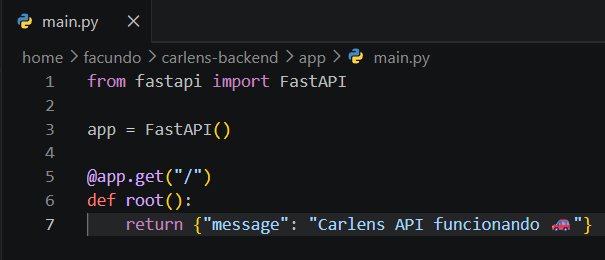 main.py ×
home > facundo > carlens-backend > app > main.py
1 from fastapi import FastAPI
2
3 app = FastAPI()
4
5 @app.get("/")
6 def root():
7     return {"message": "Carlens API funcionando 🚗"}